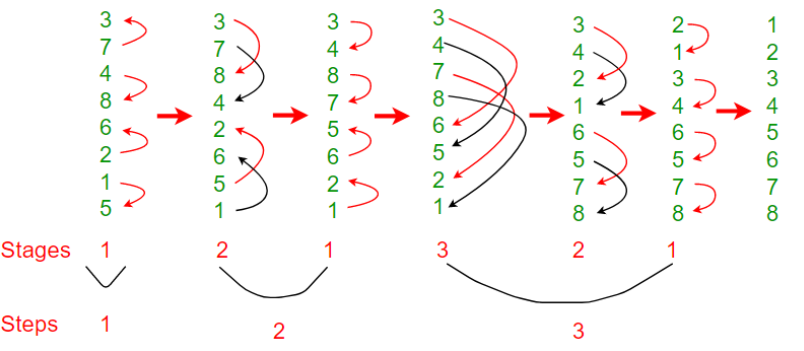 3 3 3 3 3 2 1
7 7 4 4 4 1 2
4 8 8 7 2 3 3
8 4 7 8 1 4 4
6 2 5 6 6 6 5
2 6 6 5 5 5 6
1 5 2 2 7 7 7
5 1 1 1 8 8 8
Stages 1 2 1 3 2 1
Steps 1 2 3